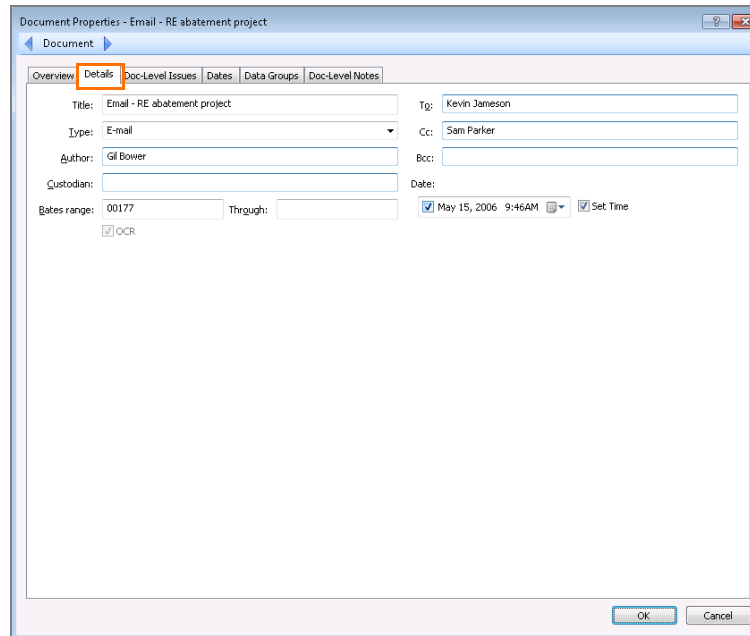 Document Properties - Email - RE abatement project
Document
Overview Details Doc-Level Issues Dates Data Groups Doc-Level Notes
Title: Email - RE abatement project To: Kevin Jameson
Type: E-mail Cc: Sam Parker
Author: Gil Bower Bcc:
Custodian: Date:
Bates range: 00177 Through: May 15, 2006 9:46AM Set Time
OCR
OK Cancel